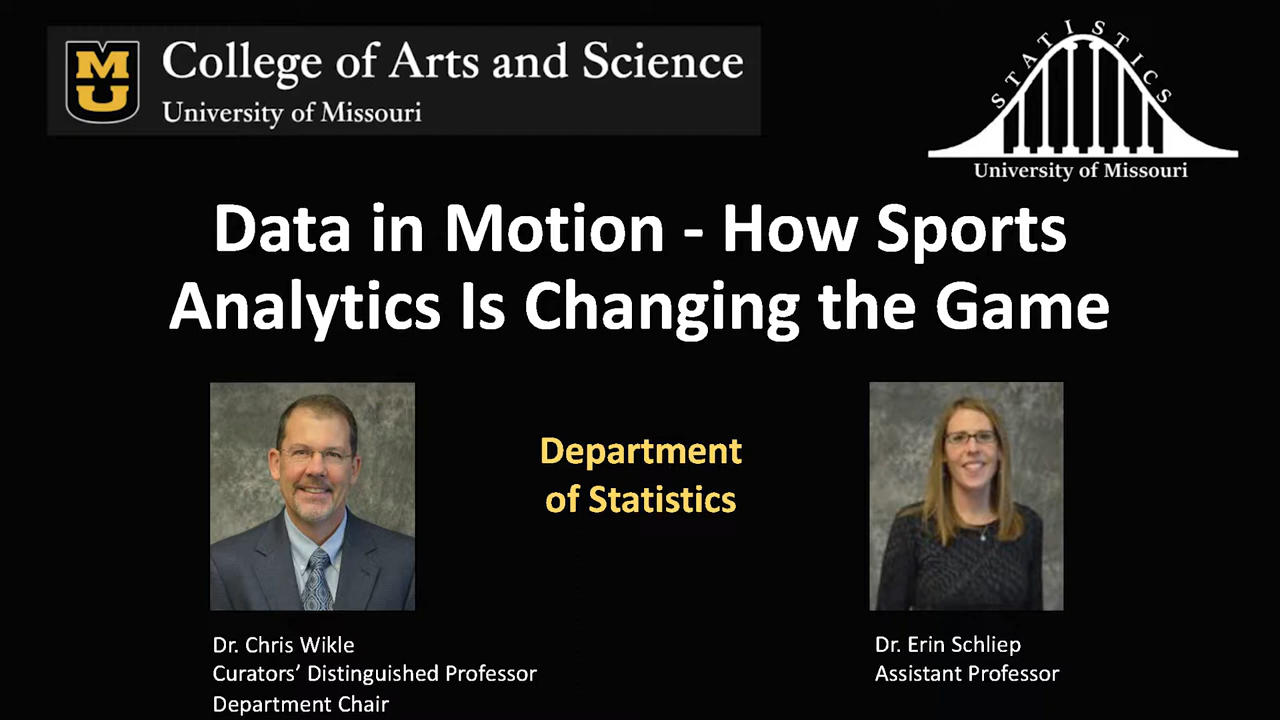 MU
College of Arts and Science
University of Missouri
STATISTICS
University of Missouri
Data in Motion - How Sports
Analytics Is Changing the Game
Department
of Statistics
Dr. Chris Wikle
Curators’ Distinguished Professor
Department Chair
Dr. Erin Schliep
Assistant Professor